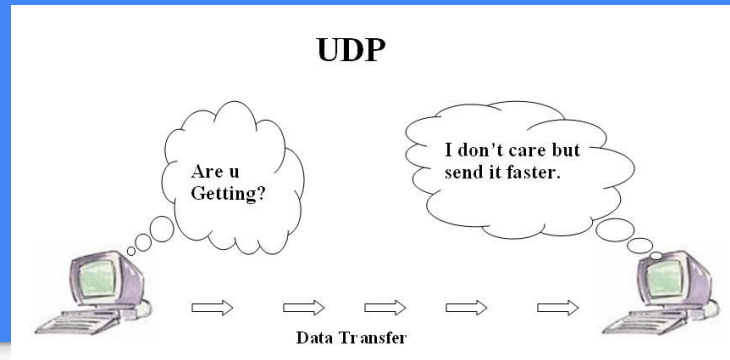 UDP
Are u
Getting?
I don't care but
send it faster.
Data Transfer